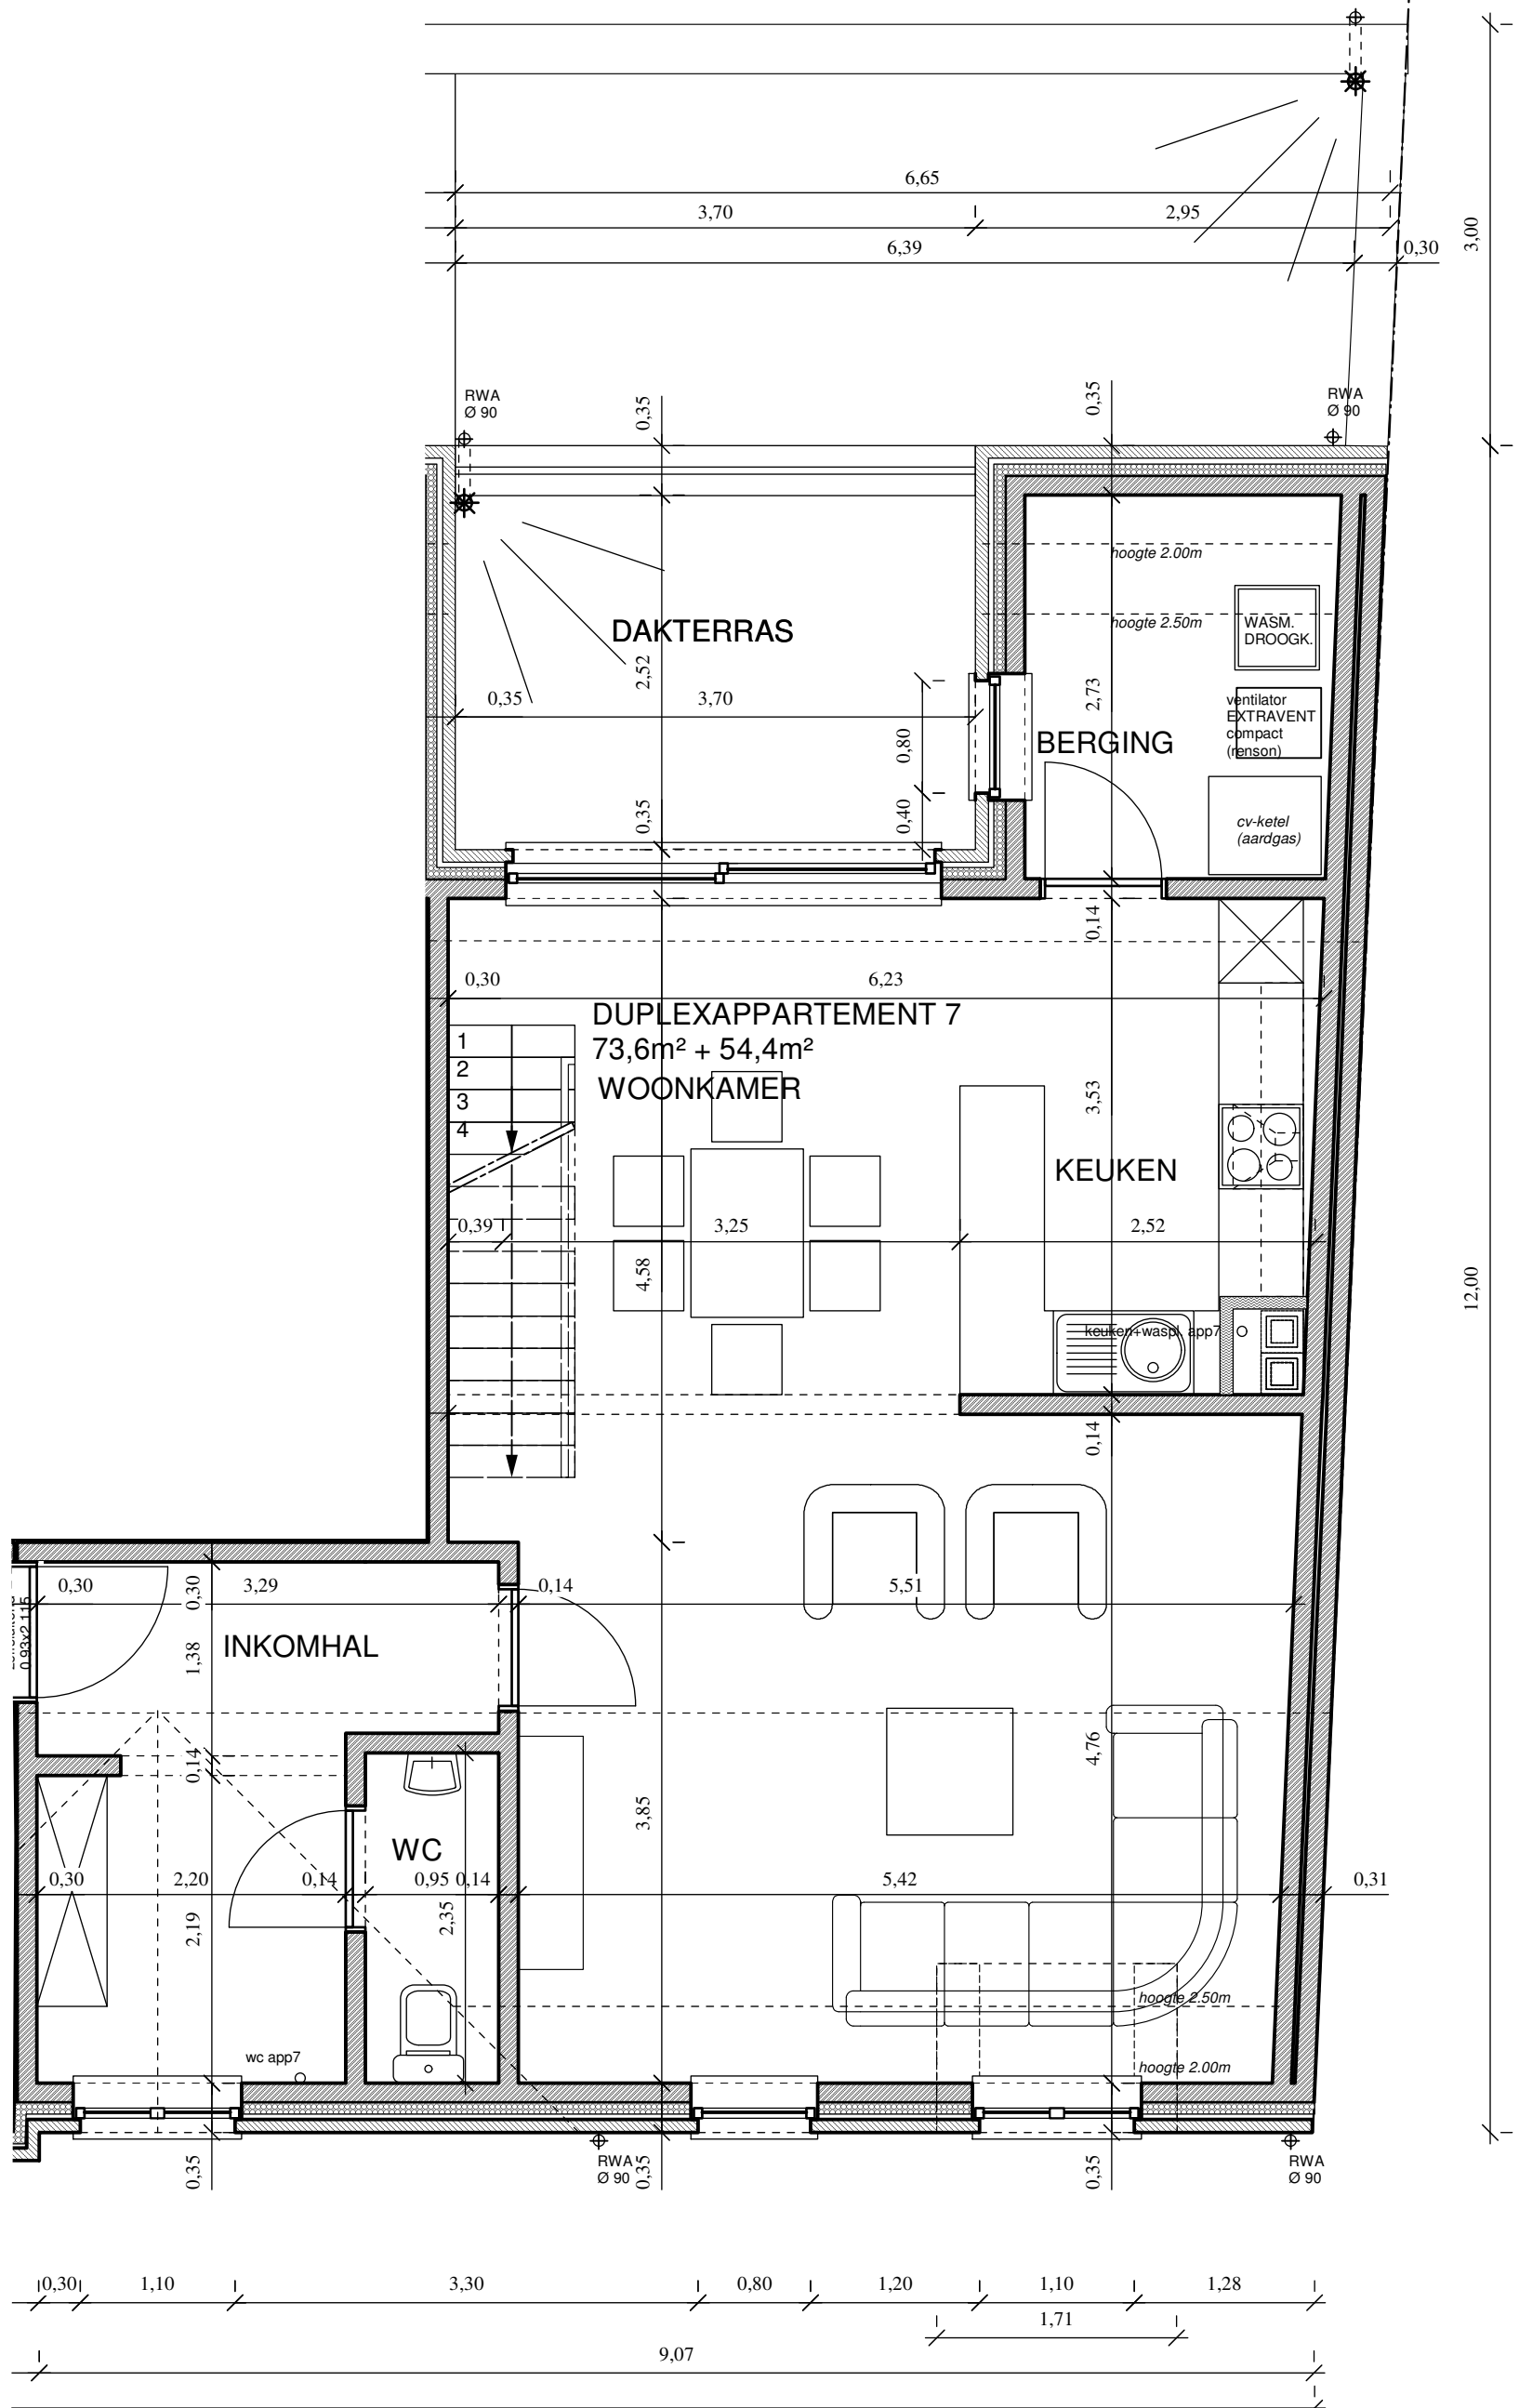 6,65
3,70
2,95
6,39
0,30
3,00
RWA
Ø 90
0,35
0,35
RWA
Ø 90
hoogte 2.00m
hoogte 2.50m
WASM.
DROOGK.
DAKTERRAS
2,52
0,35
3,70
2,73
ventilator
EXTRAVENT
compact
(renson)
BERGING
0,80
0,35
0,40
cv-ketel
(aardgas)
0,14
0,30
6,23
DUPLEXAPPARTEMENT 7
73,6m² + 54,4m²
WOONKAMER
1
2
3
4
3,53
KEUKEN
0,39
3,25
2,52
4,58
12,00
keuken+waspl. app7
0,14
0,30
0,30
3,29
0,14
5,51
0.93x2.115
INKOMHAL
1,38
0,14
4,76
3,85
WC
0,30
2,20
0,14
0,95
0,14
5,42
0,31
2,19
2,35
hoogte 2.50m
wc app7
hoogte 2.00m
RWA
Ø 90
RWA
Ø 90
0,35
0,35
0,35
0,30
1,10
3,30
0,80
1,20
1,10
1,28
1,71
9,07